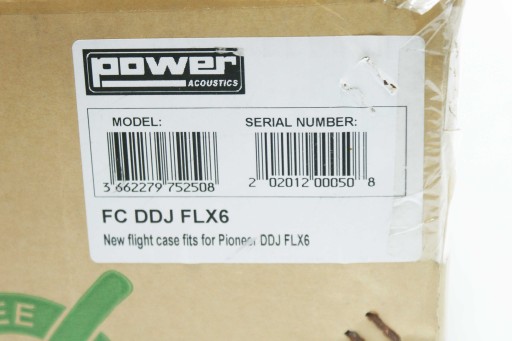 power
ACOUSTICS
MODEL: SERIAL NUMBER:
3 662279 752508 2 02012 00050 8
FC DDJ FLX6
New flight case fits for Pioneer DDJ FLX6
EE